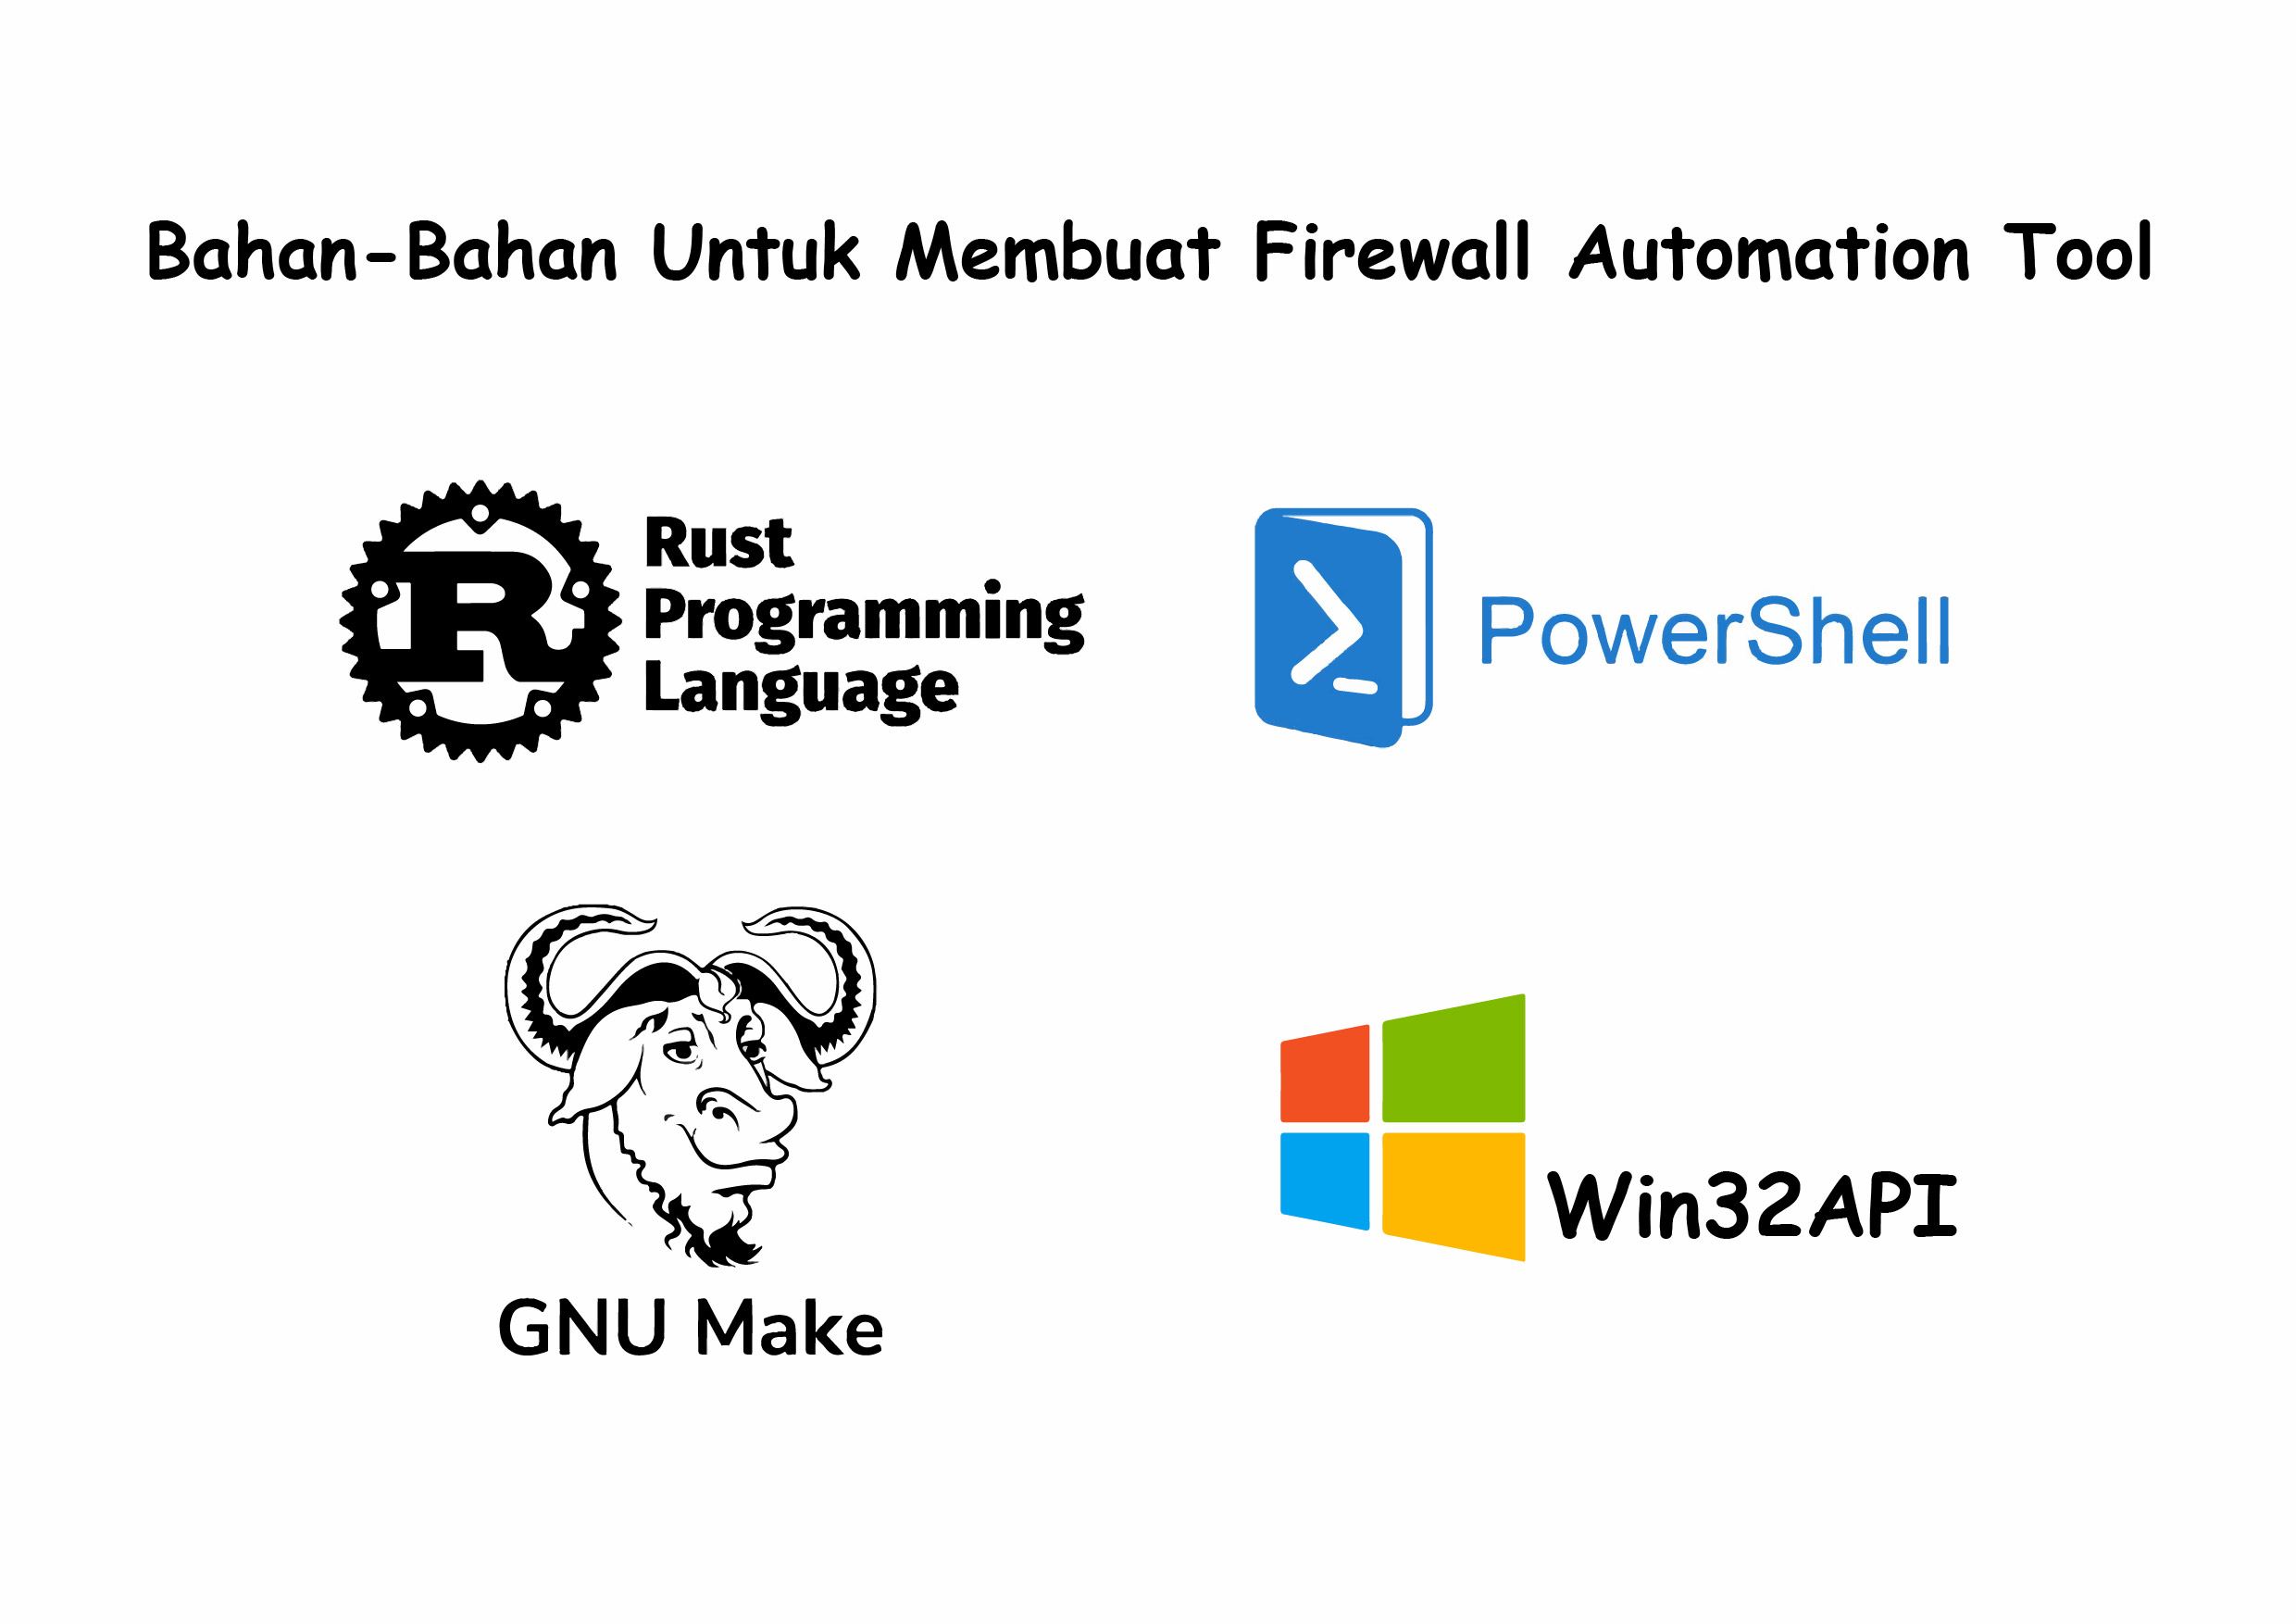 Bahan-Bahan Untuk Membuat Firewall Automation Tool
Rust
Programming
Language
PowerShell
GNU Make
Win32API